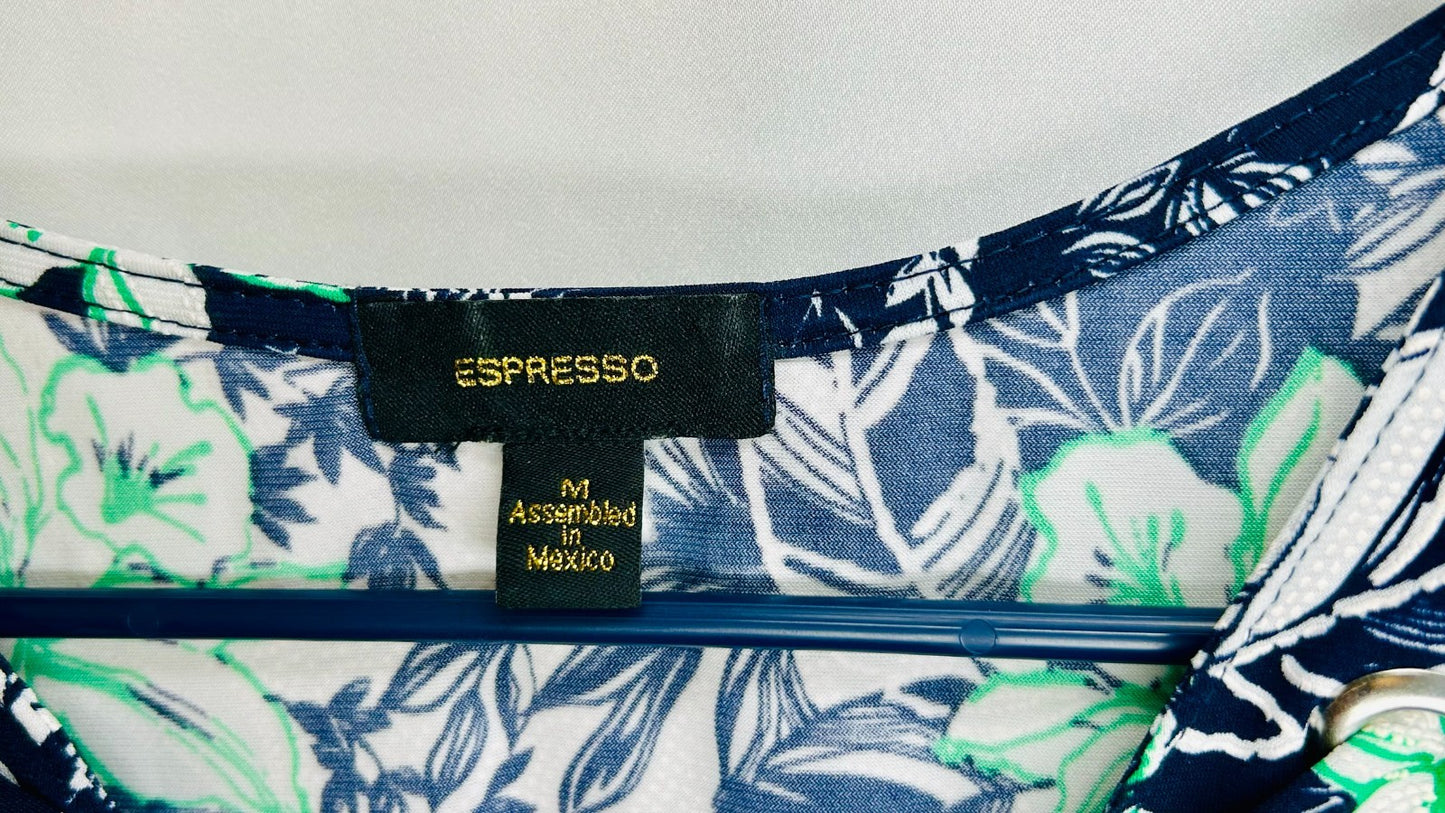 ESPRESSO
M
Assembled
in
Mexico